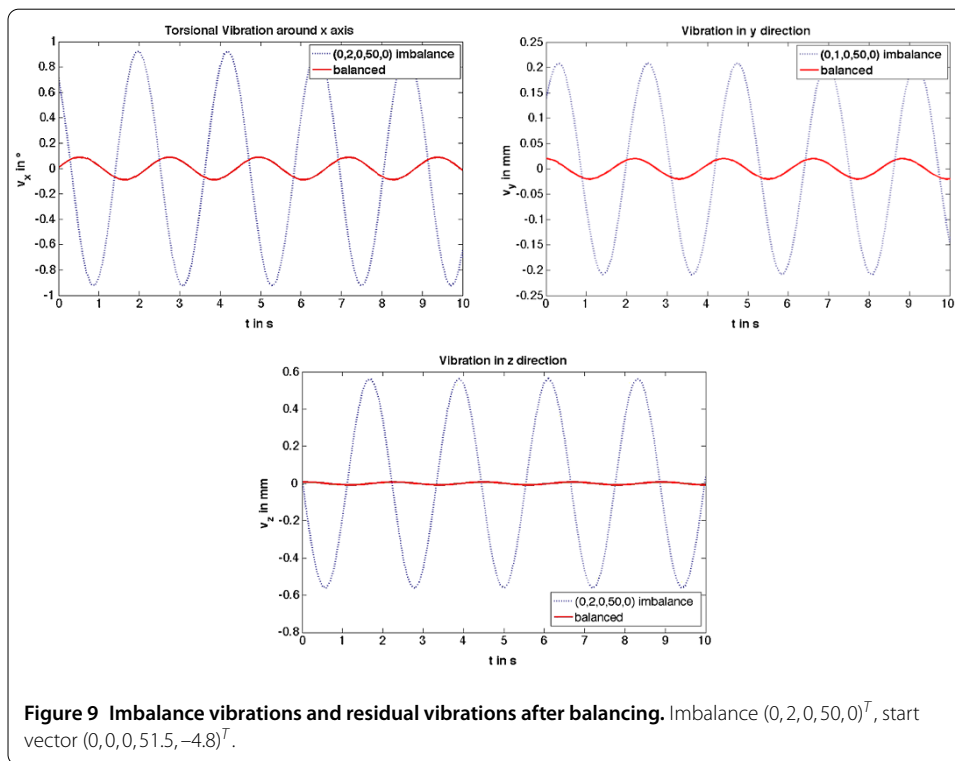 Torsional Vibration around x axis
1
0.8
0.6
0.4
0.2
0
-0.2
-0.4
-0.6
-0.8
-1
v_x in °
(0,2,0,50,0) imbalance
balanced
0 1 2 3 4 5 6 7 8 9 10
t in s
Vibration in y direction
0.25
0.2
0.15
0.1
0.05
0
-0.05
-0.1
-0.15
-0.2
-0.25
v_y in mm
(0,1,0,50,0) imbalance
balanced
0 1 2 3 4 5 6 7 8 9 10
t in s
Vibration in z direction
0.6
0.4
0.2
0
-0.2
-0.4
-0.6
-0.8
v_z in mm
(0,2,0,50,0) imbalance
balanced
0 1 2 3 4 5 6 7 8 9 10
t in s
Figure 9 Imbalance vibrations and residual vibrations after balancing. Imbalance (0, 2, 0, 50, 0)^T, start
vector (0, 0, 0, 51.5, –4.8)^T.